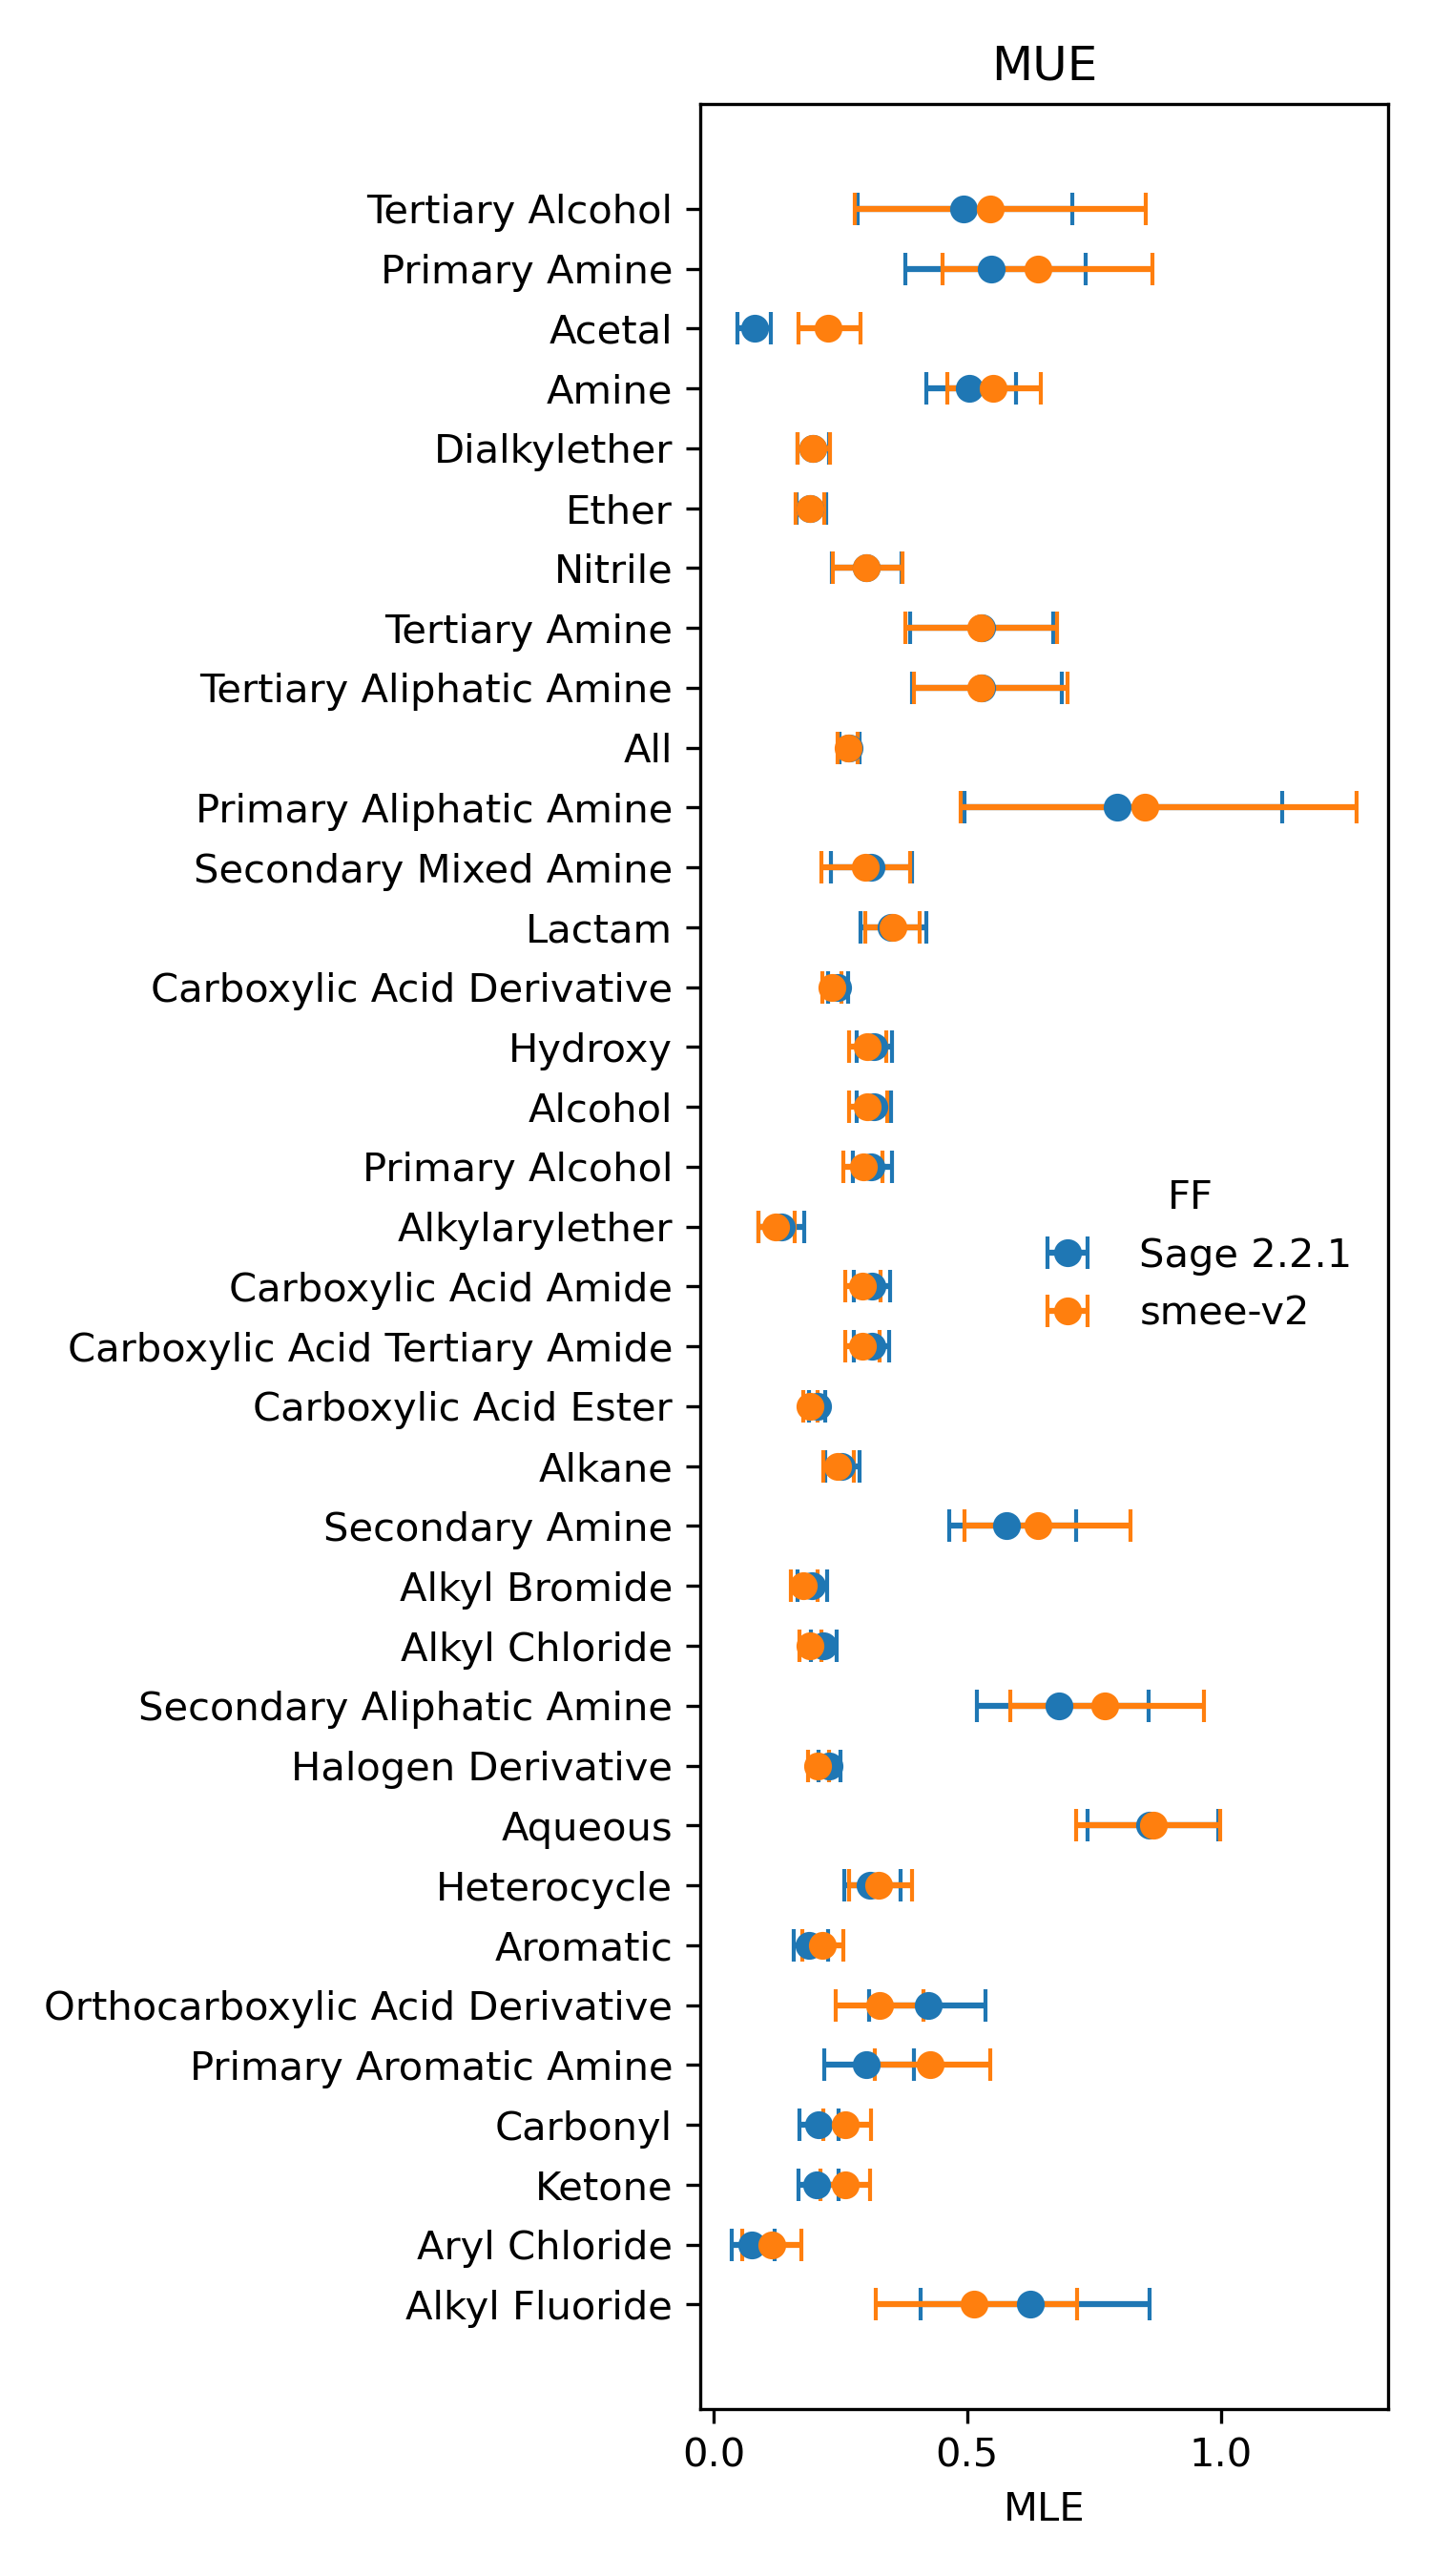 MUE
Tertiary Alcohol
Primary Amine
Acetal
Amine
Dialkylether
Ether
Nitrile
Tertiary Amine
Tertiary Aliphatic Amine
All
Primary Aliphatic Amine
Secondary Mixed Amine
Lactam
Carboxylic Acid Derivative
Hydroxy
Alcohol
Primary Alcohol
Alkylarylether
Carboxylic Acid Amide
Carboxylic Acid Tertiary Amide
Carboxylic Acid Ester
Alkane
Secondary Amine
Alkyl Bromide
Alkyl Chloride
Secondary Aliphatic Amine
Halogen Derivative
Aqueous
Heterocycle
Aromatic
Orthocarboxylic Acid Derivative
Primary Aromatic Amine
Carbonyl
Ketone
Aryl Chloride
Alkyl Fluoride
FF
Sage 2.2.1
smee-v2
0.0 0.5 1.0
MLE